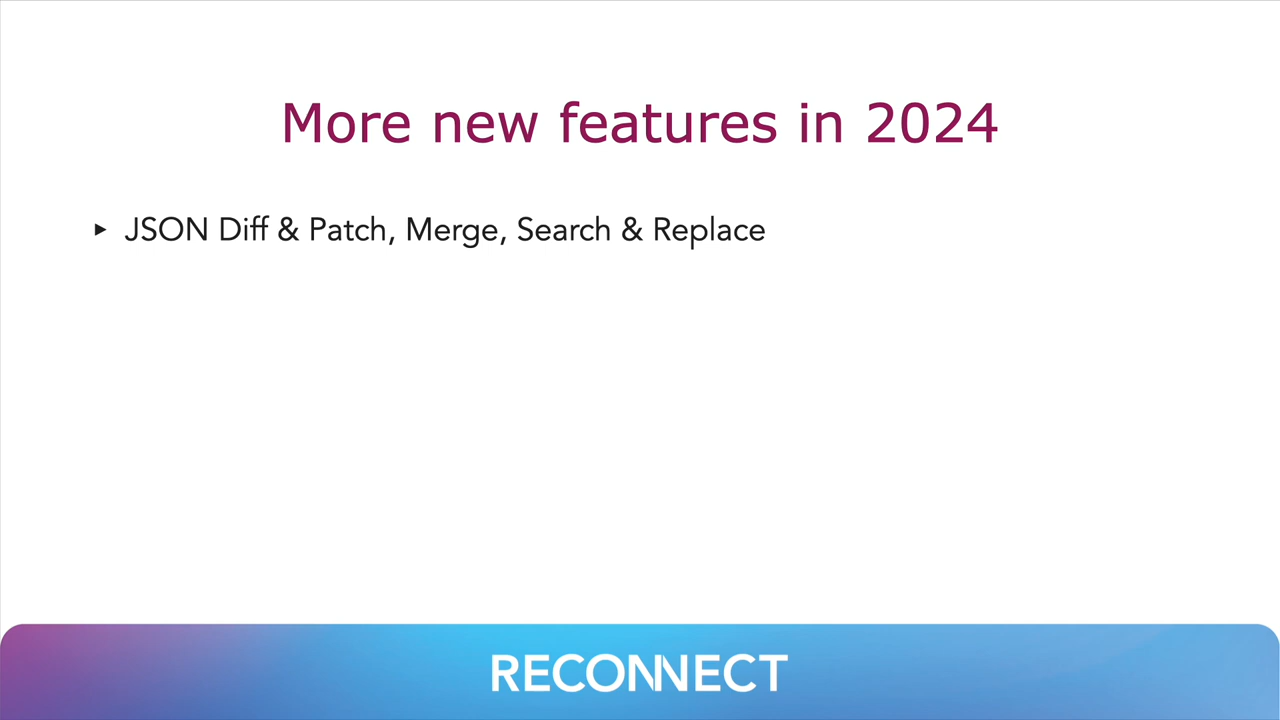 More new features in 2024
▸ JSON Diff & Patch, Merge, Search & Replace
RECONNECT